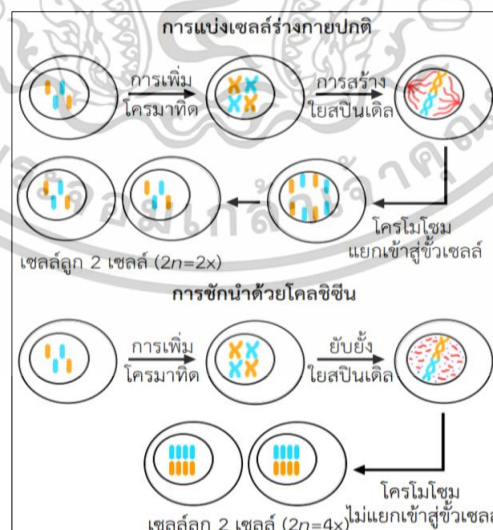 การแบ่งเซลล์ร่างกายปกติ
การเพิ่ม
โครมาทิด
การสร้าง
ใยสปินเดิล
โครโมโซม
แยกเข้าสู่ขั้วเซลล์
เซลล์ลูก 2 เซลล์ (2n=2x)
การชักนำด้วยโคลชิซีน
การเพิ่ม
โครมาทิด
ยับยั้ง
ใยสปินเดิล
โครโมโซม
ไม่แยกเข้าสู่ขั้วเซลล์
เซลล์ลูก 2 เซลล์ (2n=4x)